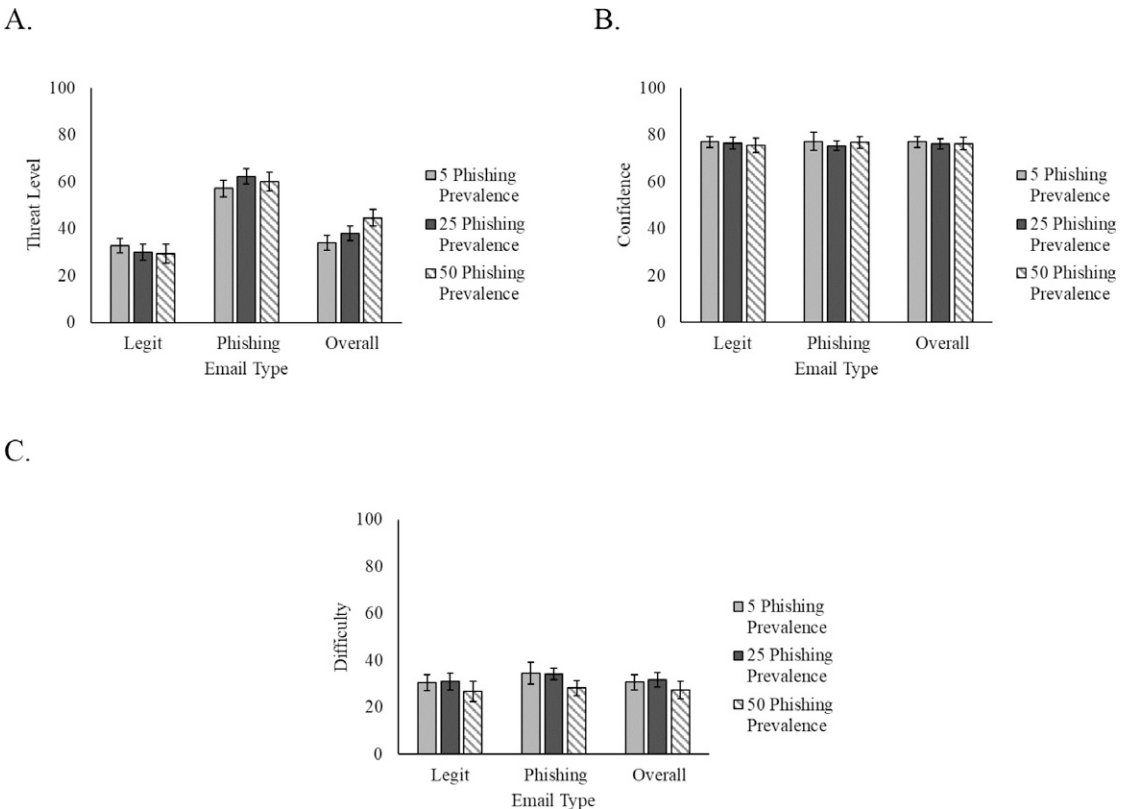 A.
100
80
60
40
20
0
Threat Level
Legit
Phishing
Overall
Email Type
5 Phishing
Prevalence
25 Phishing
Prevalence
50 Phishing
Prevalence
B.
100
80
60
40
20
0
Confidence
Legit
Phishing
Overall
Email Type
5 Phishing
Prevalence
25 Phishing
Prevalence
50 Phishing
Prevalence
C.
100
80
60
40
20
0
Difficulty
Legit
Phishing
Overall
Email Type
5 Phishing
Prevalence
25 Phishing
Prevalence
50 Phishing
Prevalence